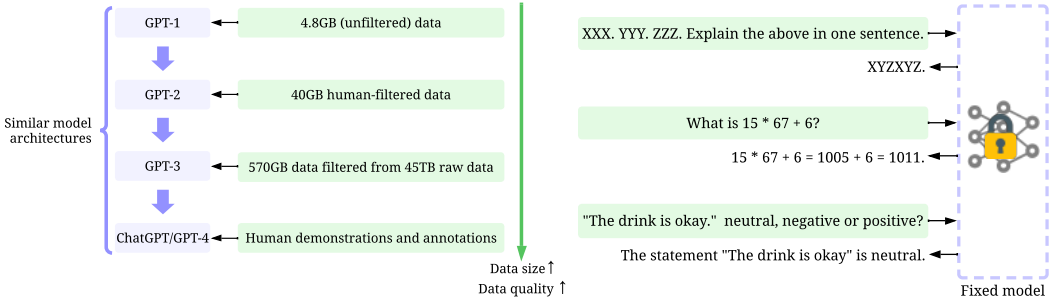 GPT-1
4.8GB (unfiltered) data
GPT-2
40GB human-filtered data
Similar model
architectures
GPT-3
570GB data filtered from 45TB raw data
ChatGPT/GPT-4
Human demonstrations and annotations
Data size↑
Data quality ↑
XXX. YYY. ZZZ. Explain the above in one sentence.
XYZXYZ.
What is 15 * 67 + 6?
15 * 67 + 6 = 1005 + 6 = 1011.
"The drink is okay."  neutral, negative or positive?
The statement "The drink is okay" is neutral.
Fixed model